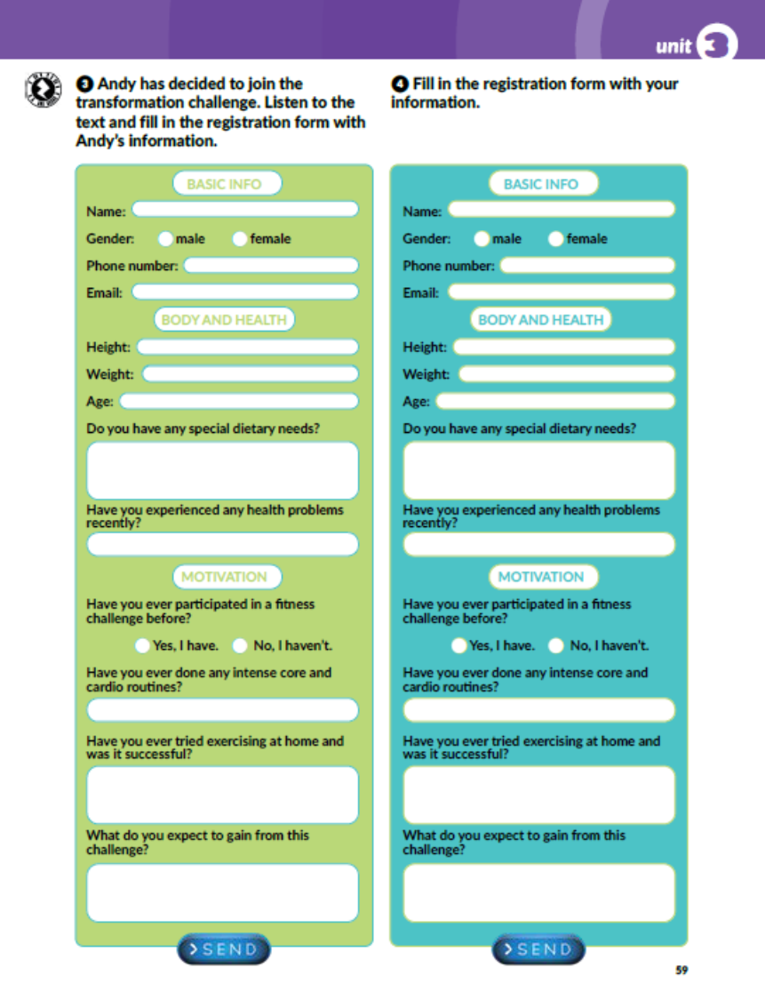 unit 3
3 Andy has decided to join the
transformation challenge. Listen to the
text and fill in the registration form with
Andy's information.
BASIC INFO
Name:
Gender: male female
Phone number:
Email:
BODY AND HEALTH
Height:
Weight:
Age:
Do you have any special dietary needs?
Have you experienced any health problems
recently?
MOTIVATION
Have you ever participated in a fitness
challenge before?
Yes, I have. No, I haven't.
Have you ever done any intense core and
cardio routines?
Have you ever tried exercising at home and
was it successful?
What do you expect to gain from this
challenge?
>SEND
4 Fill in the registration form with your
information.
BASIC INFO
Name:
Gender: male female
Phone number:
Email:
BODY AND HEALTH
Height:
Weight:
Age:
Do you have any special dietary needs?
Have you experienced any health problems
recently?
MOTIVATION
Have you ever participated in a fitness
challenge before?
Yes, I have. No, I haven't.
Have you ever done any intense core and
cardio routines?
Have you ever tried exercising at home and
was it successful?
What do you expect to gain from this
challenge?
>SEND
59